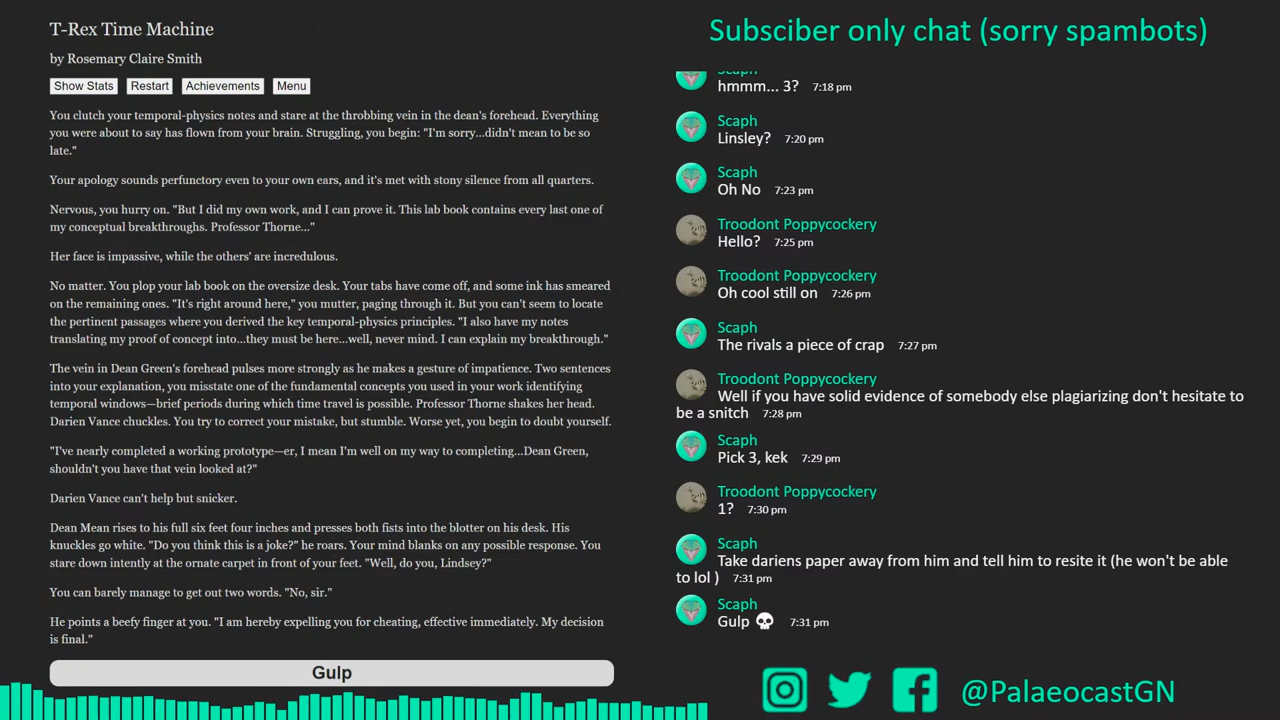 T-Rex Time Machine
by Rosemary Claire Smith
Show Stats
Restart
Achievements
Menu
You clutch your temporal-physics notes and stare at the throbbing vein in the dean's forehead. Everything
you were about to say has flown from your brain. Struggling, you begin: "I'm sorry...didn't mean to be so
late."
Your apology sounds perfunctory even to your own ears, and it's met with stony silence from all quarters.
Nervous, you hurry on. "But I did my own work, and I can prove it. This lab book contains every last one of
my conceptual breakthroughs. Professor Thorne..."
Her face is impassive, while the others' are incredulous.
No matter. You plop your lab book on the oversize desk. Your tabs have come off, and some ink has smeared
on the remaining ones. "It's right around here," you mutter, paging through it. But you can't seem to locate
the pertinent passages where you derived the key temporal-physics principles. "I also have my notes
translating my proof of concept into...they must be here...well, never mind. I can explain my breakthrough."
The vein in Dean Green's forehead pulses more strongly as he makes a gesture of impatience. Two sentences
into your explanation, you misstate one of the fundamental concepts you used in your work identifying
temporal windows—brief periods during which time travel is possible. Professor Thorne shakes her head.
Darien Vance chuckles. You try to correct your mistake, but stumble. Worse yet, you begin to doubt yourself.
"I've nearly completed a working prototype—er, I mean I'm well on my way to completing...Dean Green,
shouldn't you have that vein looked at?"
Darien Vance can't help but snicker.
Dean Mean rises to his full six feet four inches and presses both fists into the blotter on his desk. His
knuckles go white. "Do you think this is a joke?" he roars. Your mind blanks on any possible response. You
stare down intently at the ornate carpet in front of your feet. "Well, do you, Lindsey?"
You can barely manage to get out two words. "No, sir."
He points a beefy finger at you. "I am hereby expelling you for cheating, effective immediately. My decision
is final."
Gulp
Subsciber only chat (sorry spambots)
Scaph
hmmm... 3? 7:18 pm
Scaph
Linsley? 7:20 pm
Scaph
Oh No 7:23 pm
Troodont Poppycockery
Hello? 7:25 pm
Troodont Poppycockery
Oh cool still on 7:26 pm
Scaph
The rivals a piece of crap 7:27 pm
Troodont Poppycockery
Well if you have solid evidence of somebody else plagiarizing don't hesitate to
be a snitch 7:28 pm
Scaph
Pick 3, kek 7:29 pm
Troodont Poppycockery
1? 7:30 pm
Scaph
Take dariens paper away from him and tell him to resite it (he won't be able
to lol ) 7:31 pm
Scaph
Gulp 💀 7:31 pm
@PalaeocastGN